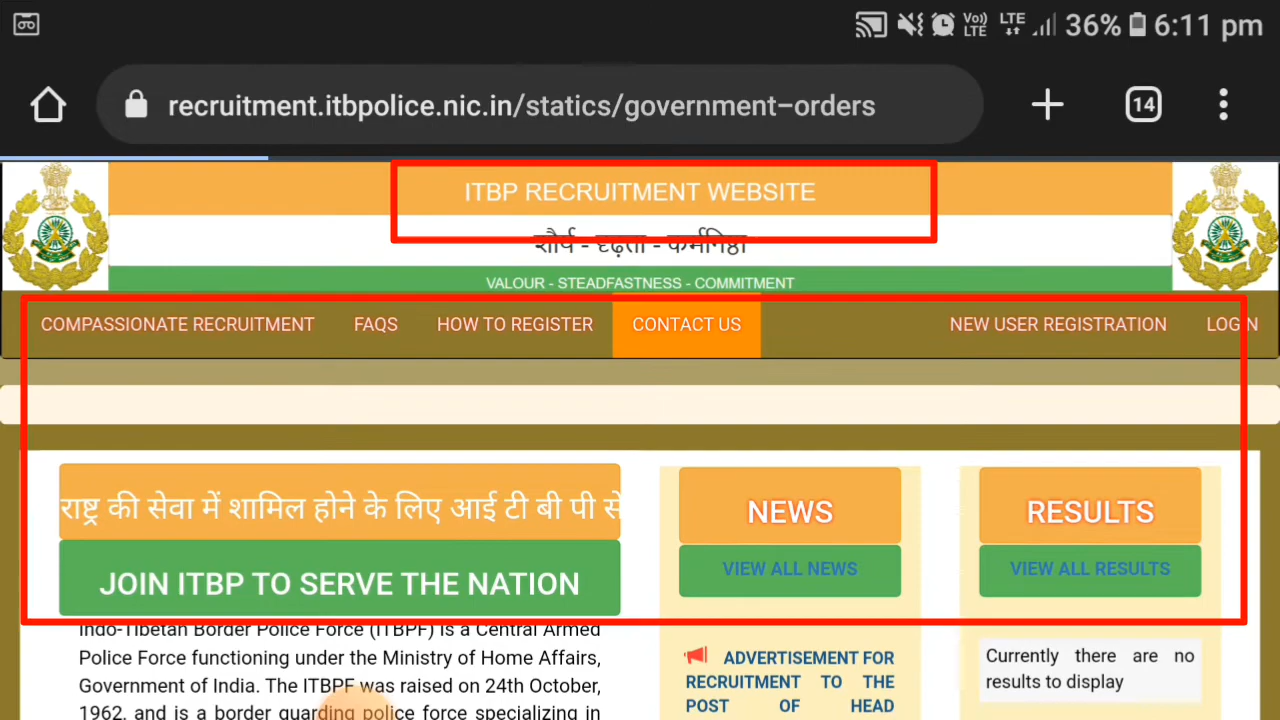 Vo)) LTE LTE 36% 6:11 pm
recruitment.itbpolice.nic.in/statics/government-orders
14
ITBP RECRUITMENT WEBSITE
शौर्य - दृढ़ता - कर्मनिष्ठा
VALOUR - STEADFASTNESS - COMMITMENT
COMPASSIONATE RECRUITMENT FAQS HOW TO REGISTER CONTACT US NEW USER REGISTRATION LOGIN
राष्ट्र की सेवा में शामिल होने के लिए आई टी बी पी से
JOIN ITBP TO SERVE THE NATION
Indo-Tibetan Border Police Force (ITBPF) is a Central Armed
Police Force functioning under the Ministry of Home Affairs,
Government of India. The ITBPF was raised on 24th October,
1962, and is a border guarding police force specializing in
NEWS
VIEW ALL NEWS
ADVERTISEMENT FOR
RECRUITMENT TO THE
POST OF HEAD
RESULTS
VIEW ALL RESULTS
Currently there are no
results to display